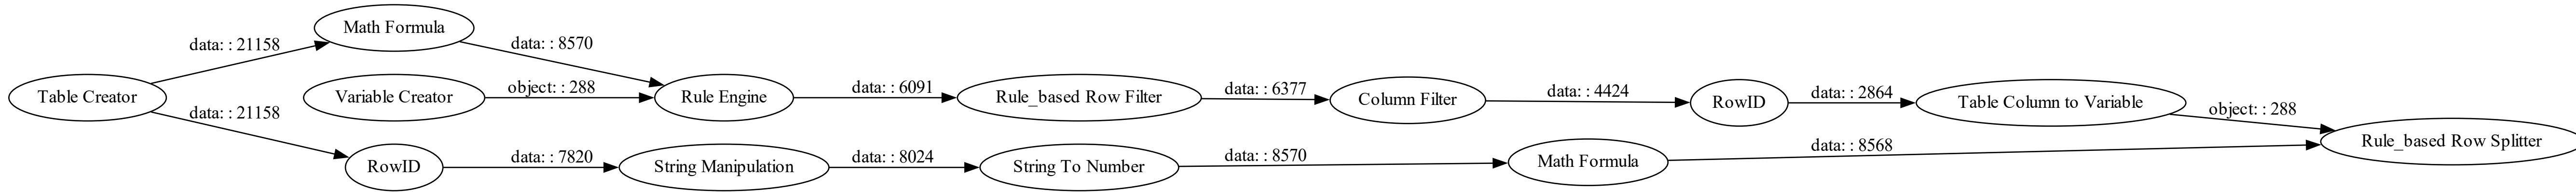 Math Formula
data: : 21158
data: : 8570
Table Creator
Variable Creator
object: : 288
Rule Engine
data: : 6091
Rule_based Row Filter
data: : 6377
Column Filter
data: : 4424
RowID
data: : 2864
Table Column to Variable
object: : 288
Rule_based Row Splitter
data: : 21158
RowID
data: : 7820
String Manipulation
data: : 8024
String To Number
data: : 8570
Math Formula
data: : 8568